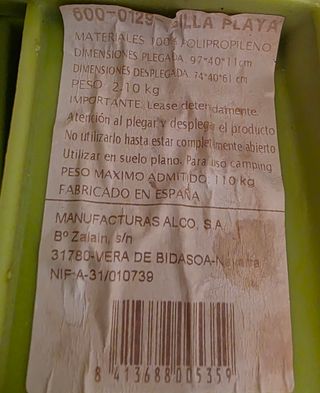 600-0129 SILLA PLAYA
MATERIALES 100% POLIPROPILENO
DIMENSIONES PLEGADA 97*40*11cm
DIMENSIONES DESPLEGADA 74*40*61 cm
PESO 2,10 kg
IMPORTANTE: Lease detenidamente
Atención al plegar y desplegar el producto
No utilizarlo hasta estar completamente abierto
Utilizar en suelo plano. Para uso camping
PESO MAXIMO ADMITIDO 110 kg
FABRICADO EN ESPAÑA
MANUFACTURAS ALCO, S.A.
Bº Zalain, s/n
31780-VERA DE BIDASOA-Navarra
NIF-A-31/010739
8 413688005359